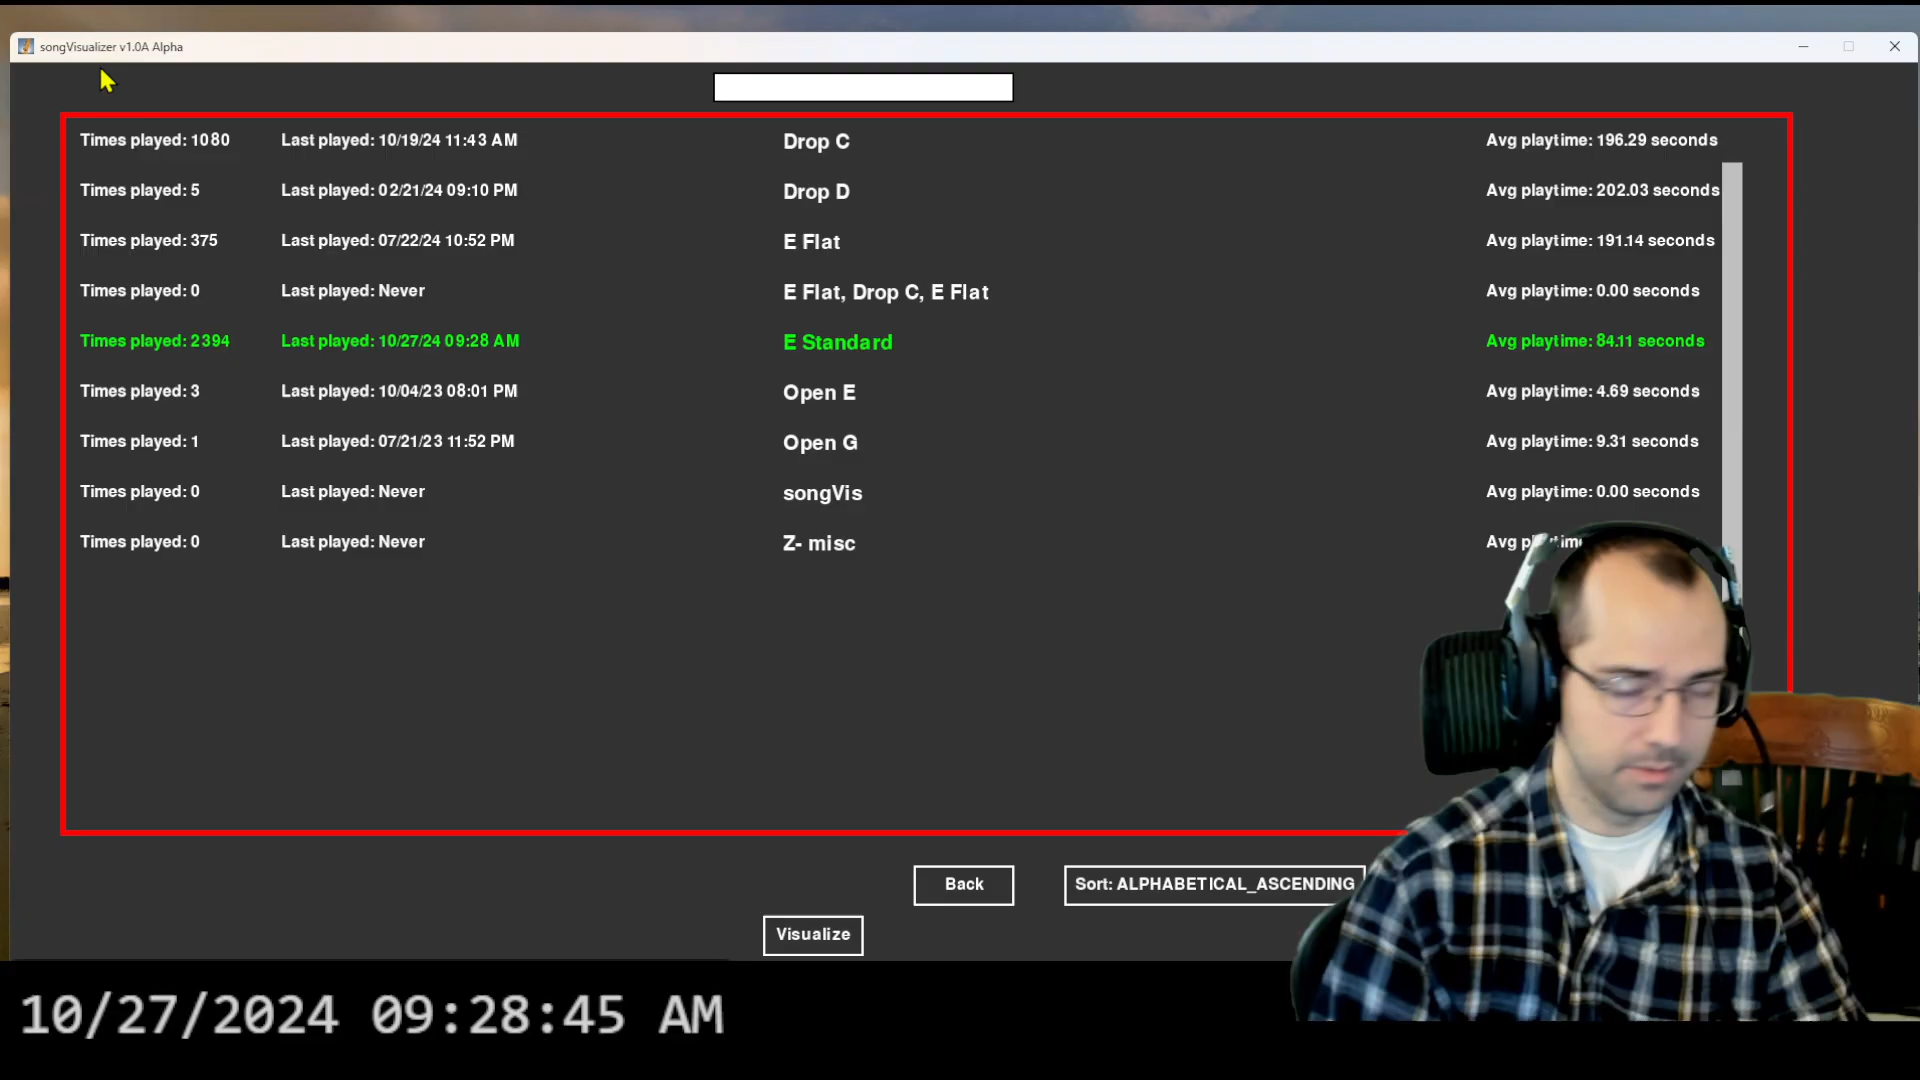 songVisualizer v1.0A Alpha
Times played: 1080 Last played: 10/19/24 11:43 AM Drop C Avg playtime: 196.29 seconds
Times played: 5 Last played: 02/21/24 09:10 PM Drop D Avg playtime: 202.03 seconds
Times played: 375 Last played: 07/22/24 10:52 PM E Flat Avg playtime: 191.14 seconds
Times played: 0 Last played: Never E Flat, Drop C, E Flat Avg playtime: 0.00 seconds
Times played: 2394 Last played: 10/27/24 09:28 AM E Standard Avg playtime: 84.11 seconds
Times played: 3 Last played: 10/04/23 08:01 PM Open E Avg playtime: 4.69 seconds
Times played: 1 Last played: 07/21/23 11:52 PM Open G Avg playtime: 9.31 seconds
Times played: 0 Last played: Never songVis Avg playtime: 0.00 seconds
Times played: 0 Last played: Never Z- misc Avg
Back Sort: ALPHABETICAL_ASCENDING
Visualize
10/27/2024 09:28:45 AM